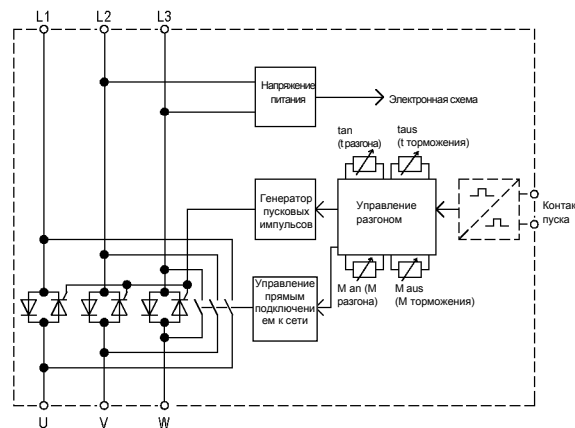 L1 L2 L3
Напряжение
питания
Электронная схема
tan
(t разгона)
taus
(t торможения)
Генератор
пусковых
импульсов
Управление
разгоном
Контак
пуска
M an (M
разгона)
M aus
(M торможения)
Управление
прямым
подключени
ем к сети
U V W